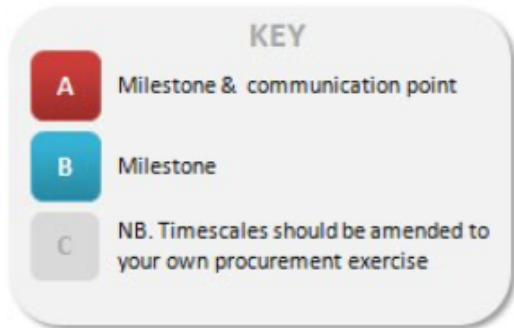 KEY
A Milestone & communication point
B Milestone
C NB. Timescales should be amended to
your own procurement exercise